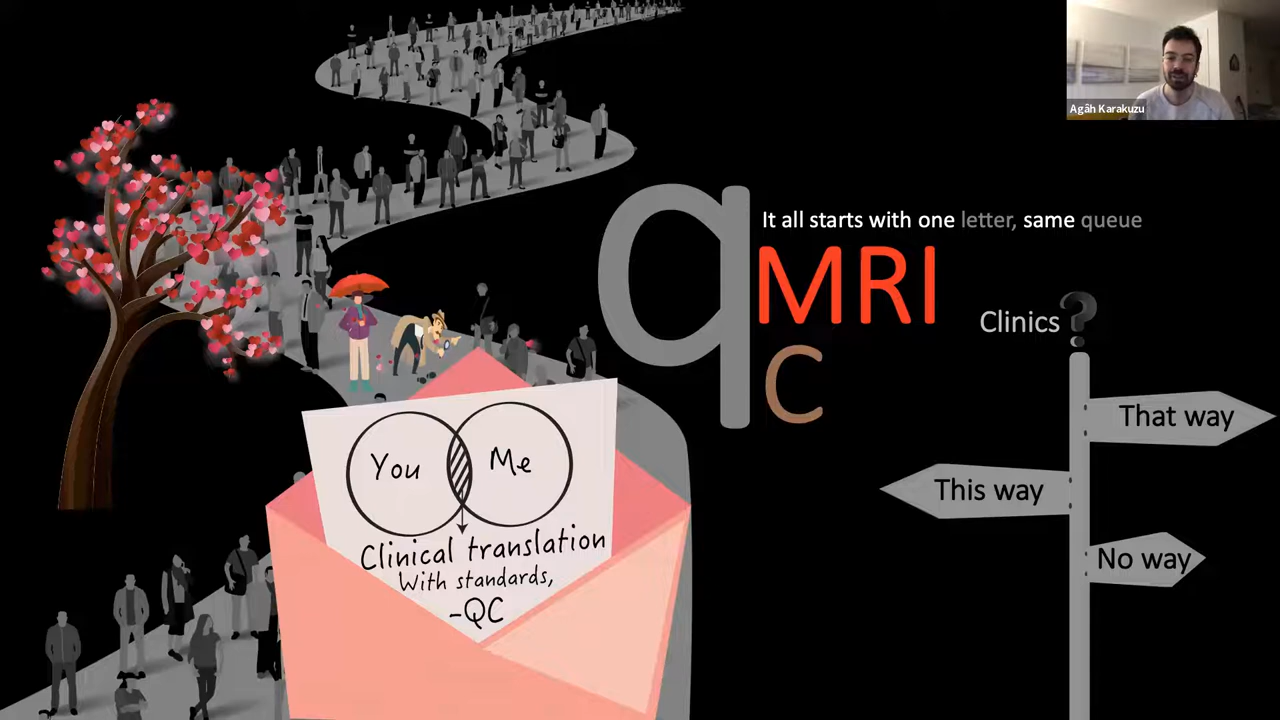 Agâh Karakuzu
It all starts with one letter, same queue
qMRI
C
Clinics?
That way
This way
No way
You
Me
Clinical translation
With standards,
-QC